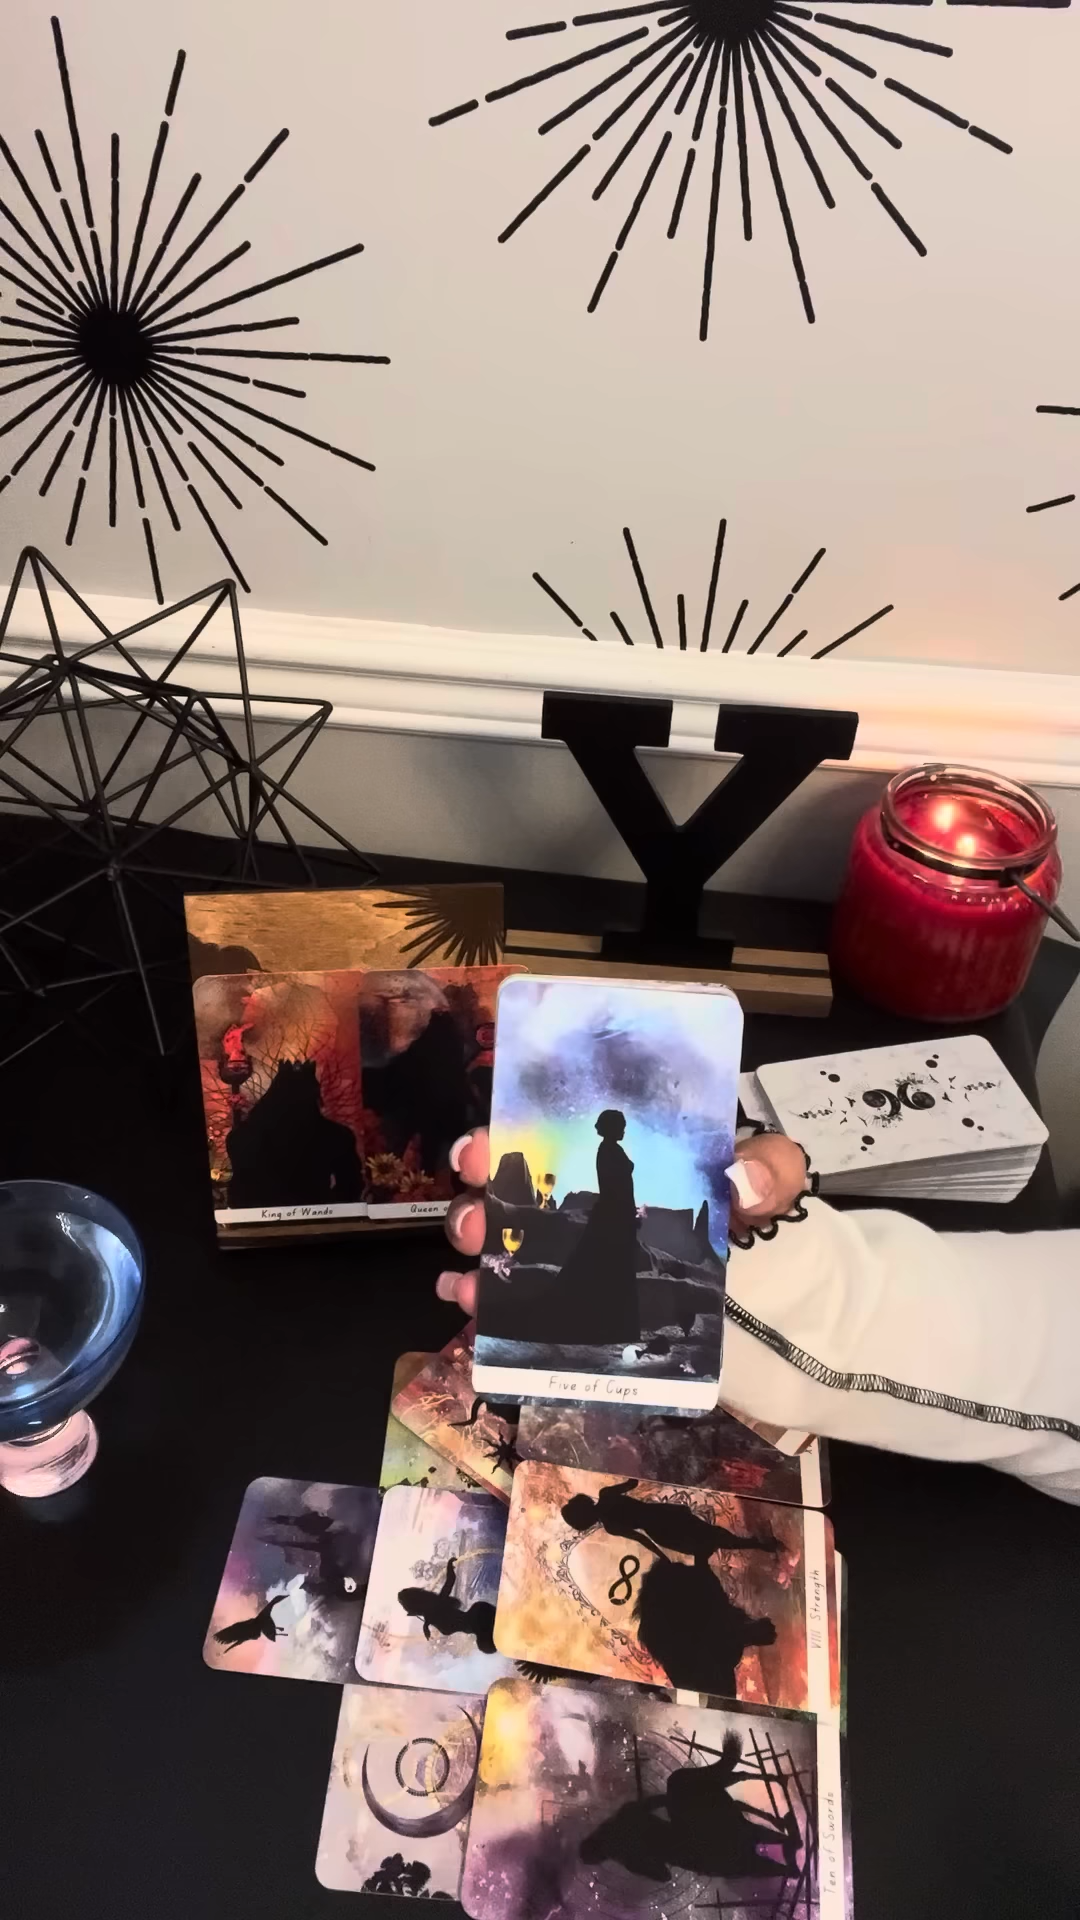 Y
King of Wands
Queen o
Five of Cups
VIII Strength
Ten of Swords